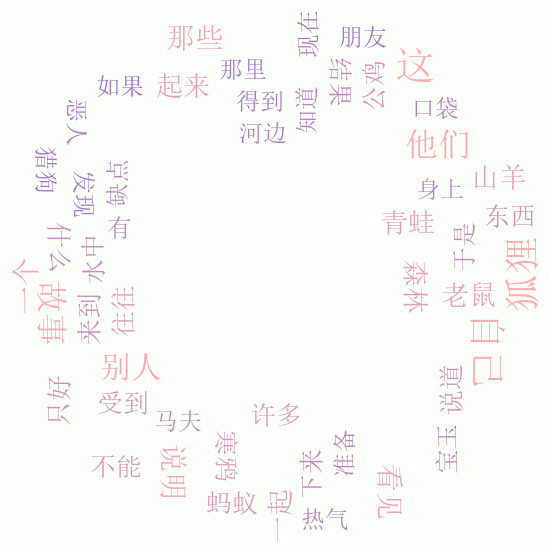 现在
朋友
那些
那里
结果
公鸡
这
如果
起来
得到
知道
口袋
恶人
河边
他们
猎狗
发现
缺点
身上
山羊
有
青蛙
东西
什么
水中
于是
狐狸
一个
故事
来到
往往
森林
老鼠
自己
别人
只好
受到
说道
马夫
许多
宝玉
不能
说明
寒鸦
下来
准备
看见
蚂蚁
一起
热气